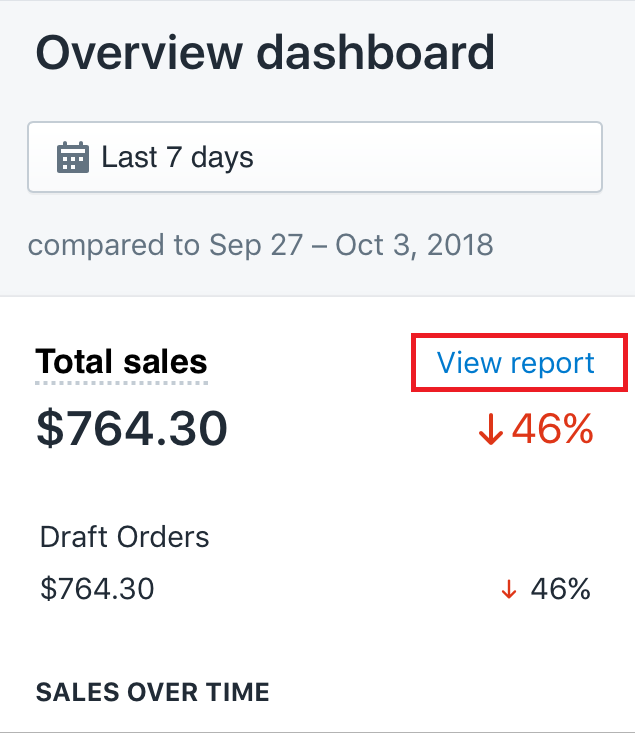 Overview dashboard
Last 7 days
compared to Sep 27 – Oct 3, 2018
Total sales View report
$764.30 ↓46%
Draft Orders
$764.30 ↓ 46%
SALES OVER TIME